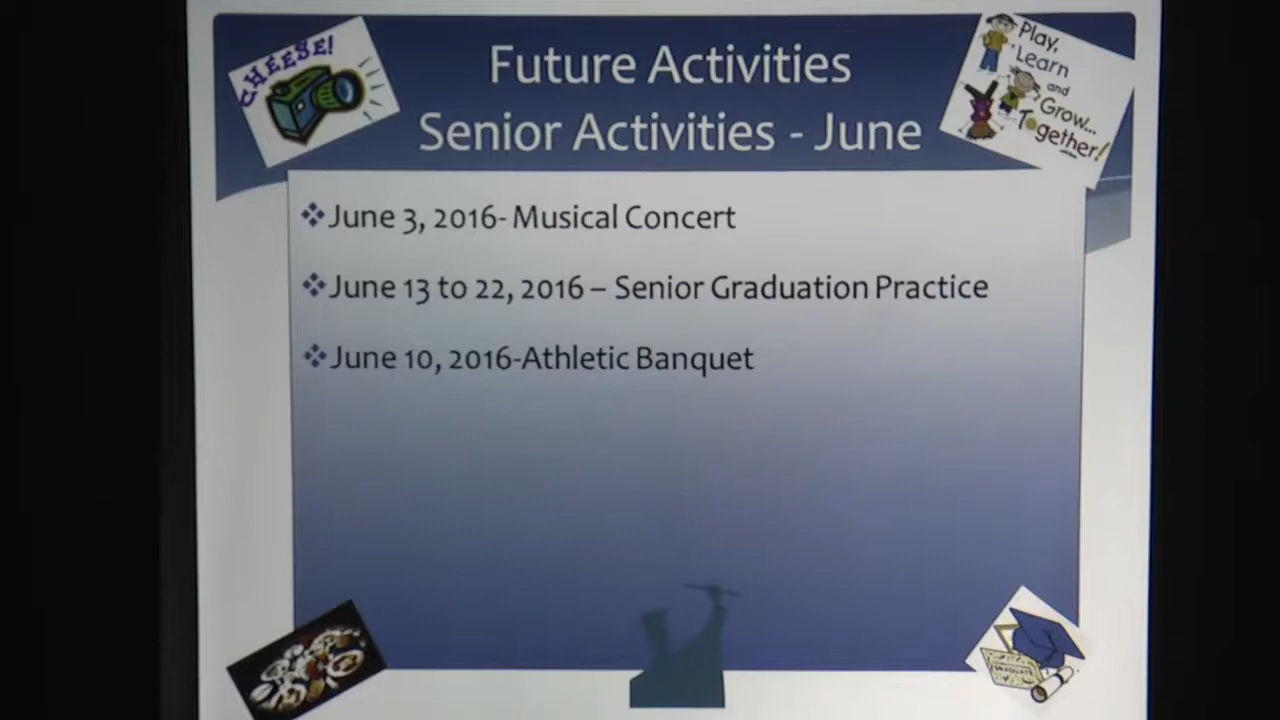 CHEESE!
Future Activities
Senior Activities - June
Play,
Learn
and
Grow...
Together!
❖June 3, 2016- Musical Concert
❖June 13 to 22, 2016 – Senior Graduation Practice
❖June 10, 2016-Athletic Banquet
GRADUATE